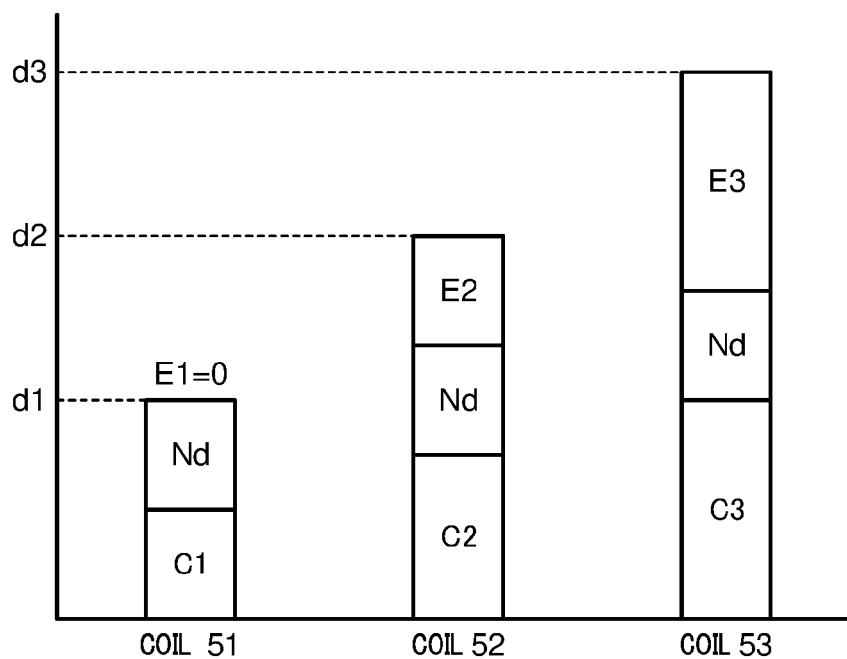 d3
E3
d2
E2
Nd
E1=0
d1
Nd
Nd
C3
C2
C1
COIL 51
COIL 52
COIL 53